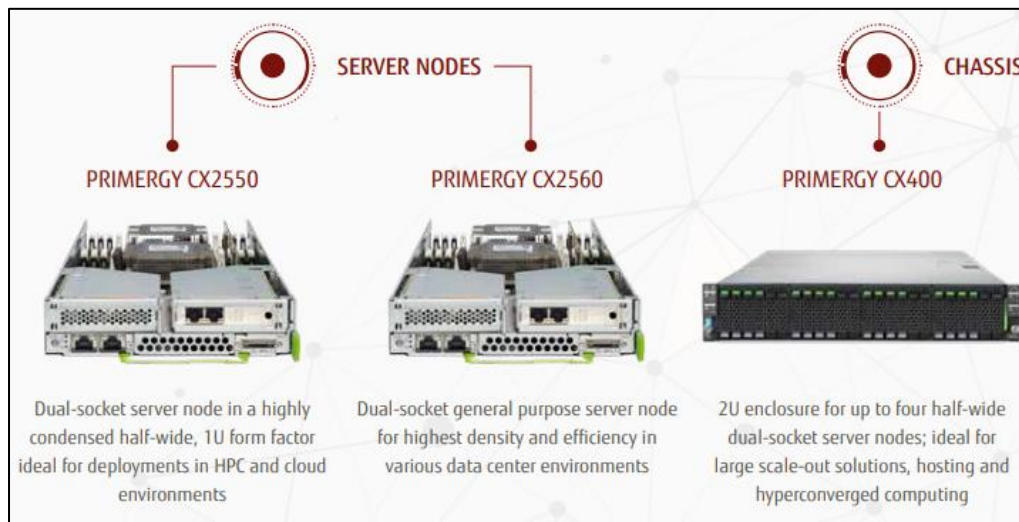 SERVER NODES
CHASSIS
PRIMERGY CX2550
PRIMERGY CX2560
PRIMERGY CX400
Dual-socket server node in a highly
condensed half-wide, 1U form factor
ideal for deployments in HPC and cloud
environments
Dual-socket general purpose server node
for highest density and efficiency in
various data center environments
2U enclosure for up to four half-wide
dual-socket server nodes; ideal for
large scale-out solutions, hosting and
hyperconverged computing